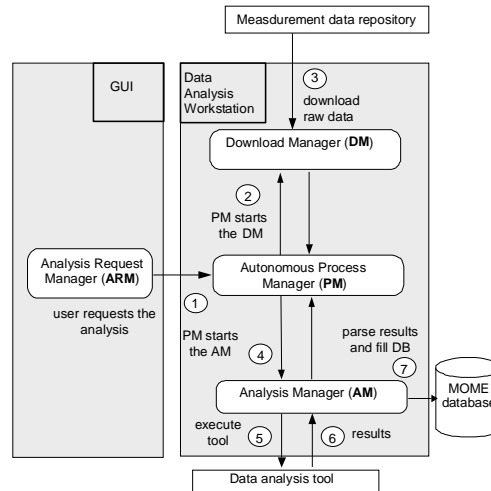 Measdurement data repository
GUI
Data
Analysis
Workstation
3
download
raw data
Download Manager (DM)
2
PM starts
the DM
Analysis Request
Manager (ARM)
Autonomous Process
Manager (PM)
1
user requests the
analysis
PM starts
the AM
4
parse results
and fill DB
7
Analysis Manager (AM)
MOME
database
execute
tool
5
6
results
Data analysis tool